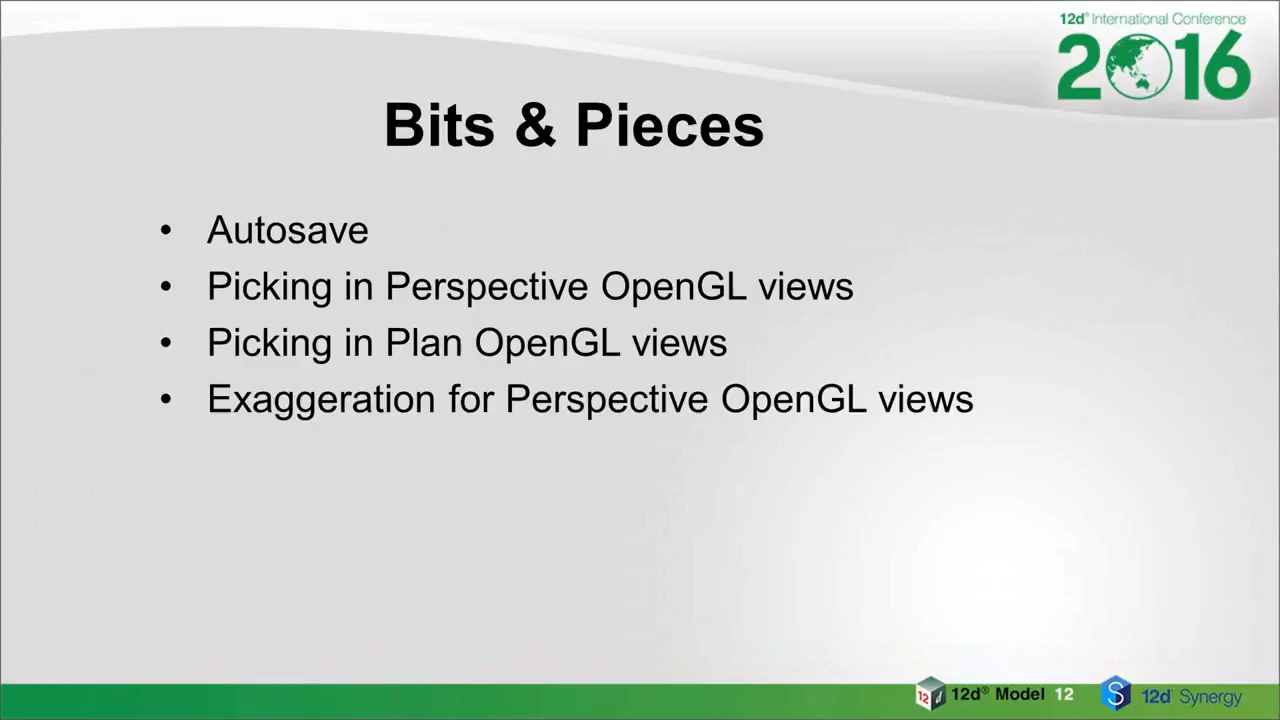 12d® International Conference
2016
Bits & Pieces
• Autosave
• Picking in Perspective OpenGL views
• Picking in Plan OpenGL views
• Exaggeration for Perspective OpenGL views
12d 12d® Model 12 S 12d Synergy